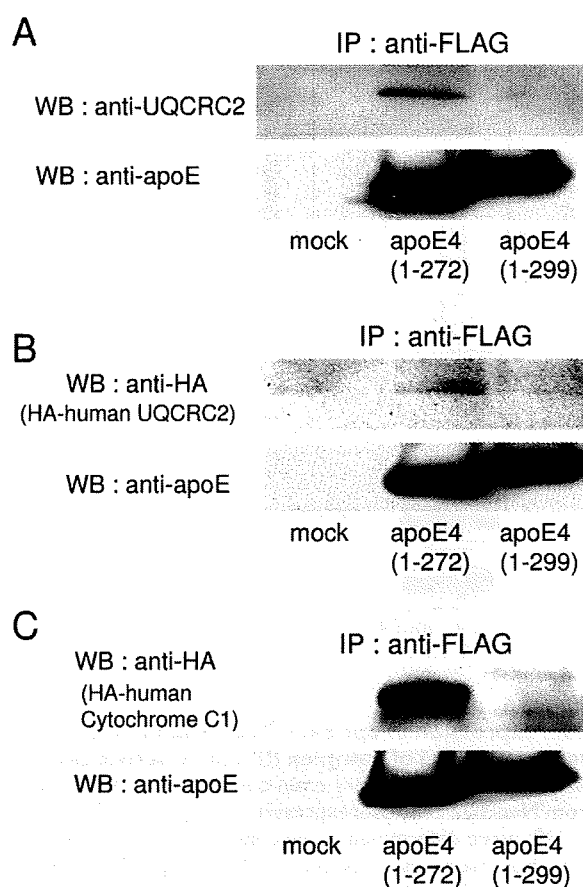 A
IP : anti-FLAG
WB : anti-UQCRC2
WB : anti-apoE
mock apoE4 apoE4
(1-272) (1-299)
B
IP : anti-FLAG
WB : anti-HA
(HA-human UQCRC2)
WB : anti-apoE
mock apoE4 apoE4
(1-272) (1-299)
C
IP : anti-FLAG
WB : anti-HA
(HA-human
Cytochrome C1)
WB : anti-apoE
mock apoE4 apoE4
(1-272) (1-299)